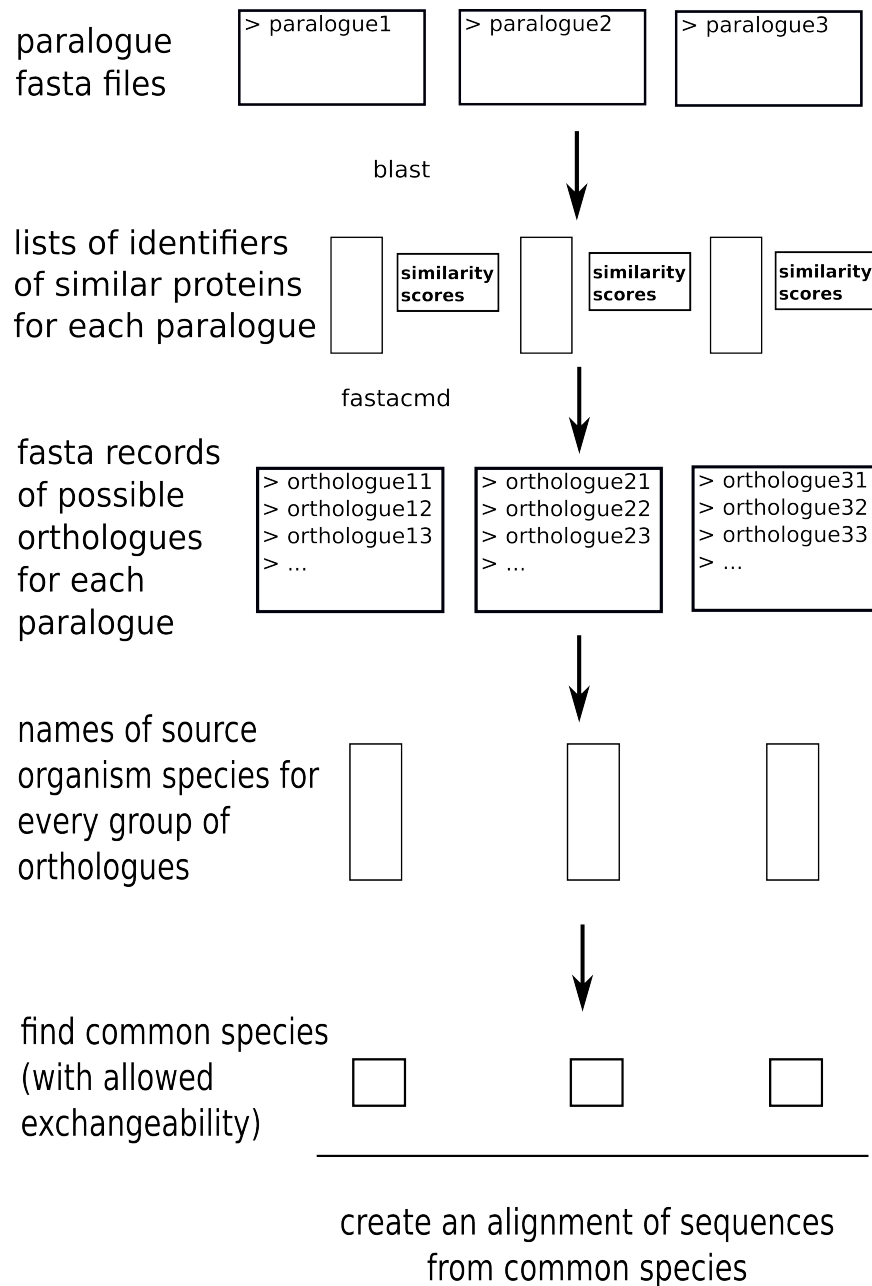 paralogue
fasta files
> paralogue1
> paralogue2
> paralogue3
blast
lists of identifiers
of similar proteins
for each paralogue
similarity
scores
similarity
scores
similarity
scores
fastacmd
fasta records
of possible
orthologues
for each
paralogue
> orthologue11
> orthologue12
> orthologue13
> ...
> orthologue21
> orthologue22
> orthologue23
> ...
> orthologue31
> orthologue32
> orthologue33
> ...
names of source
organism species for
every group of
orthologues
find common species
(with allowed
exchangeability)
create an alignment of sequences
from common species